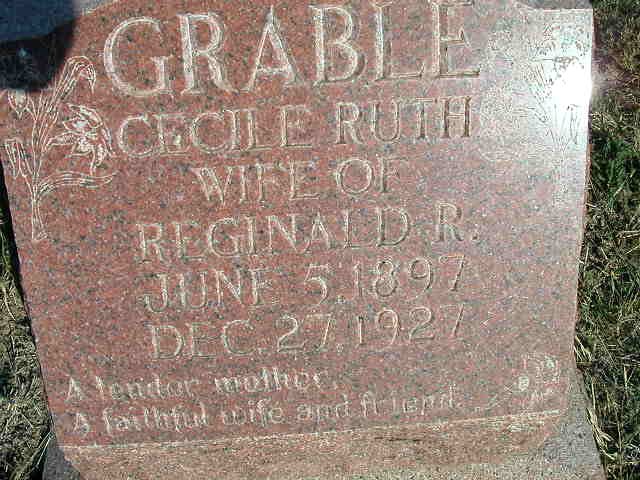 GRABLE
CECILE RUTH
WIFE OF
REGINALD R.
JUNE 5, 1897
DEC. 27, 1927
A tender mother,
A faithful wife and friend.